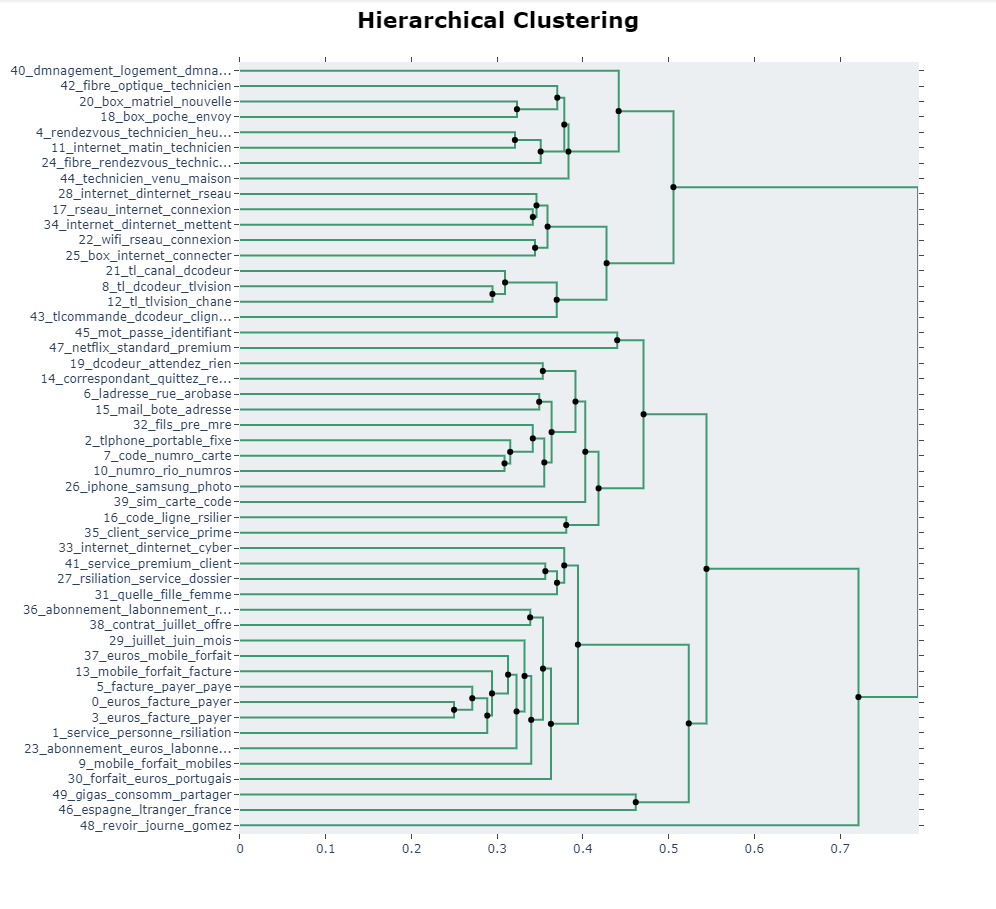 Hierarchical Clustering
40_dmnagement_logement_dmna...
42_fibre_optique_technicien
20_box_matriel_nouvelle
18_box_poche_envoy
4_rendezvous_technicien_heu...
11_internet_matin_technicien
24_fibre_rendezvous_technic...
44_technicien_venu_maison
28_internet_dinternet_rseau
17_rseau_internet_connexion
34_internet_dinternet_mettent
22_wifi_rseau_connexion
25_box_internet_connecter
21_tl_canal_dcodeur
8_tl_dcodeur_tlvision
12_tl_tlvision_chane
43_tlcommande_dcodeur_clign...
45_mot_passe_identifiant
47_netflix_standard_premium
19_dcodeur_attendez_rien
14_correspondant_quittez_re...
6_ladresse_rue_arobase
15_mail_bote_adresse
32_fils_pre_mre
2_tlphone_portable_fixe
7_code_numro_carte
10_numro_rio_numros
26_iphone_samsung_photo
39_sim_carte_code
16_code_ligne_rsilier
35_client_service_prime
33_internet_dinternet_cyber
41_service_premium_client
27_rsiliation_service_dossier
31_quelle_fille_femme
36_abonnement_labonnement_r...
38_contrat_juillet_offre
29_juillet_juin_mois
37_euros_mobile_forfait
13_mobile_forfait_facture
5_facture_payer_paye
0_euros_facture_payer
3_euros_facture_payer
1_service_personne_rsiliation
23_abonnement_euros_labonne...
9_mobile_forfait_mobiles
30_forfait_euros_portugais
49_gigas_consomm_partager
46_espagne_ltranger_france
48_revoir_journe_gomez
0 0.1 0.2 0.3 0.4 0.5 0.6 0.7